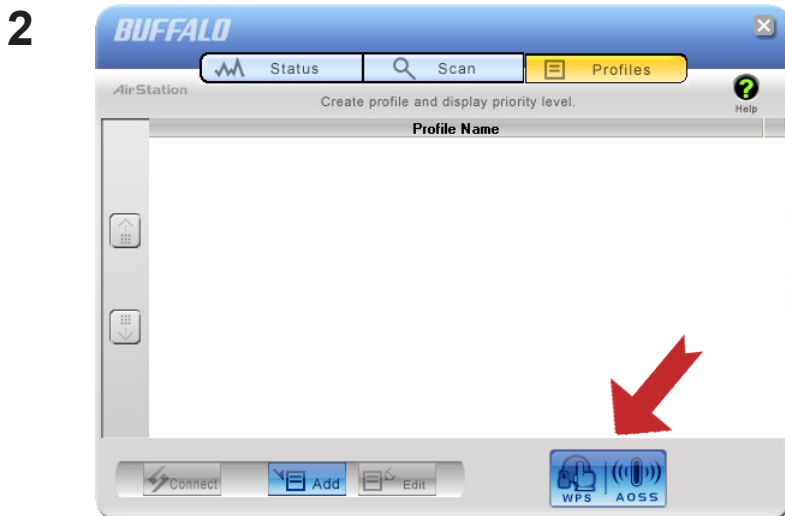 2
BUFFALO
Status Scan Profiles
AirStation
Create profile and display priority level.
Help
Profile Name
Connect Add Edit
WPS AOSS